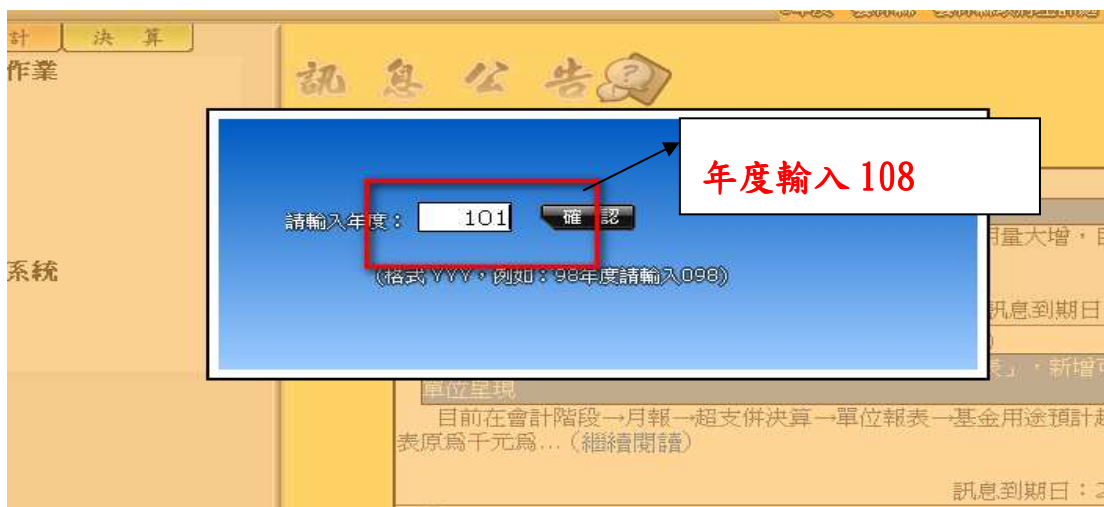 計 決 算
作業
訊息公告
年度輸入 108
請輸入年度： 101 確 認
(格式 YYY，例如：98年度請輸入098)
用量大增，目
系統
訊息到期日
表」，新增可
單位呈現
目前在會計階段→月報→超支併決算→單位報表→基金用途預計超
表原為千元為...（繼續閱讀）
訊息到期日：2